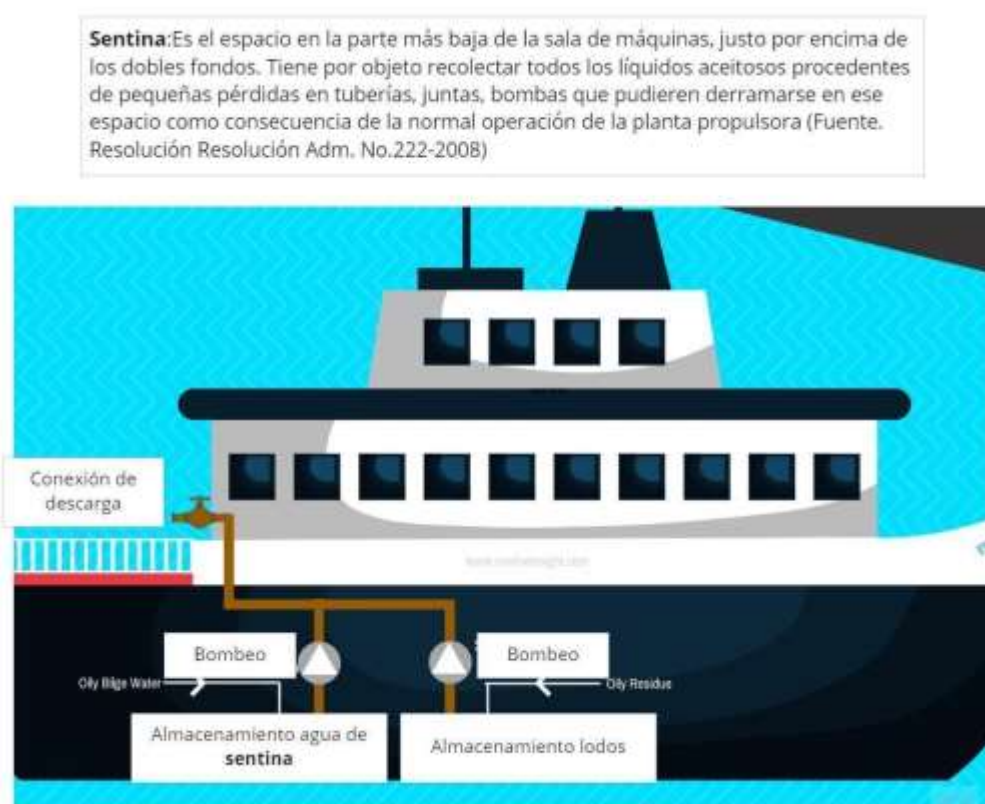 Sentina:Es el espacio en la parte más baja de la sala de máquinas, justo por encima de
los dobles fondos. Tiene por objeto recolectar todos los líquidos aceitosos procedentes
de pequeñas pérdidas en tuberías, juntas, bombas que pudieren derramarse en ese
espacio como consecuencia de la normal operación de la planta propulsora (Fuente.
Resolución Resolución Adm. No.222-2008)
Conexión de
descarga
Bombeo
Bombeo
Oily Bilge Water
Oily Residue
Almacenamiento agua de
sentina
Almacenamiento lodos